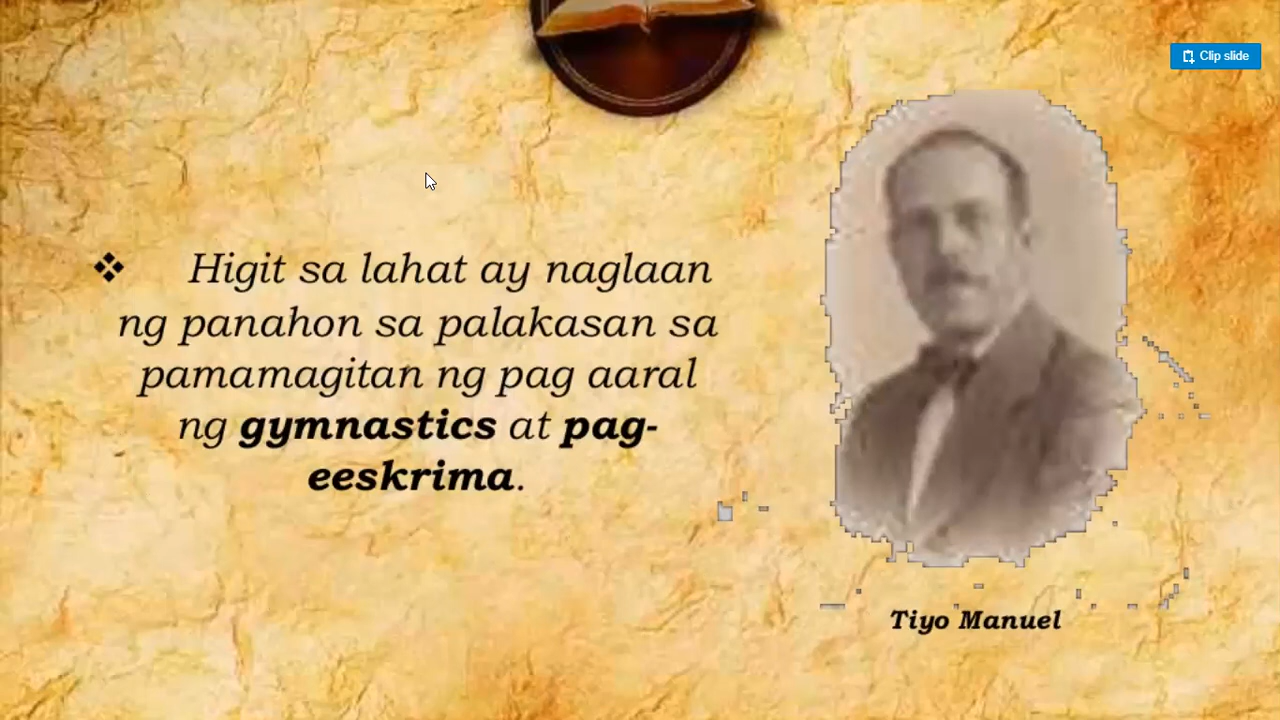 Clip slide
❖ Higit sa lahat ay naglaan
ng panahon sa palakasan sa
pamamagitan ng pag aaral
ng gymnastics at pag-
eeskrima.
Tiyo Manuel